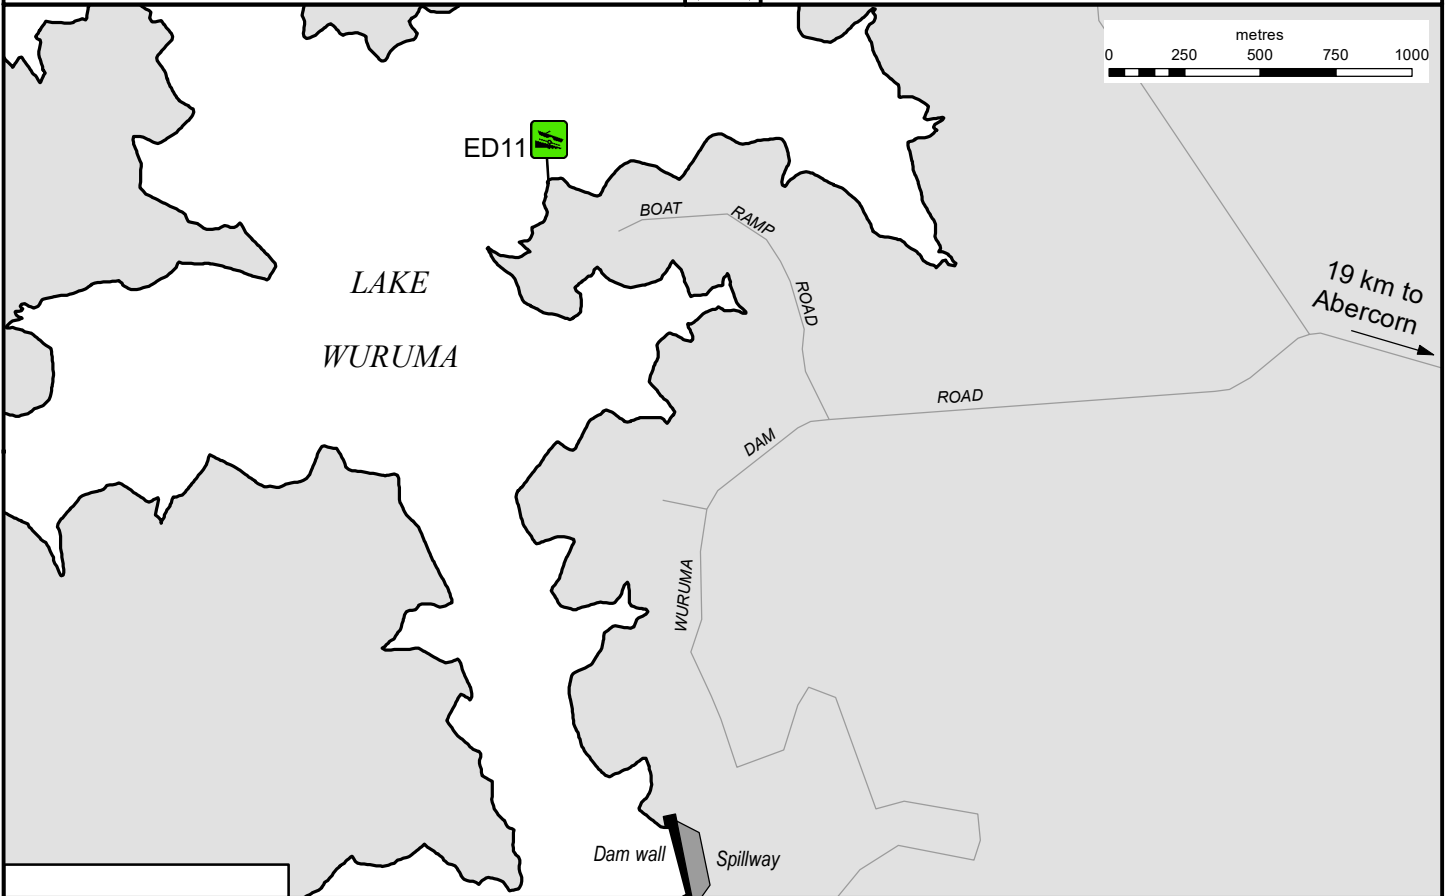 metres
0 250 500 750 1000
ED11
BOAT RAMP ROAD
LAKE
WURUMA
19 km to
Abercorn
ROAD
DAM
WURUMA
Dam wall
Spillway